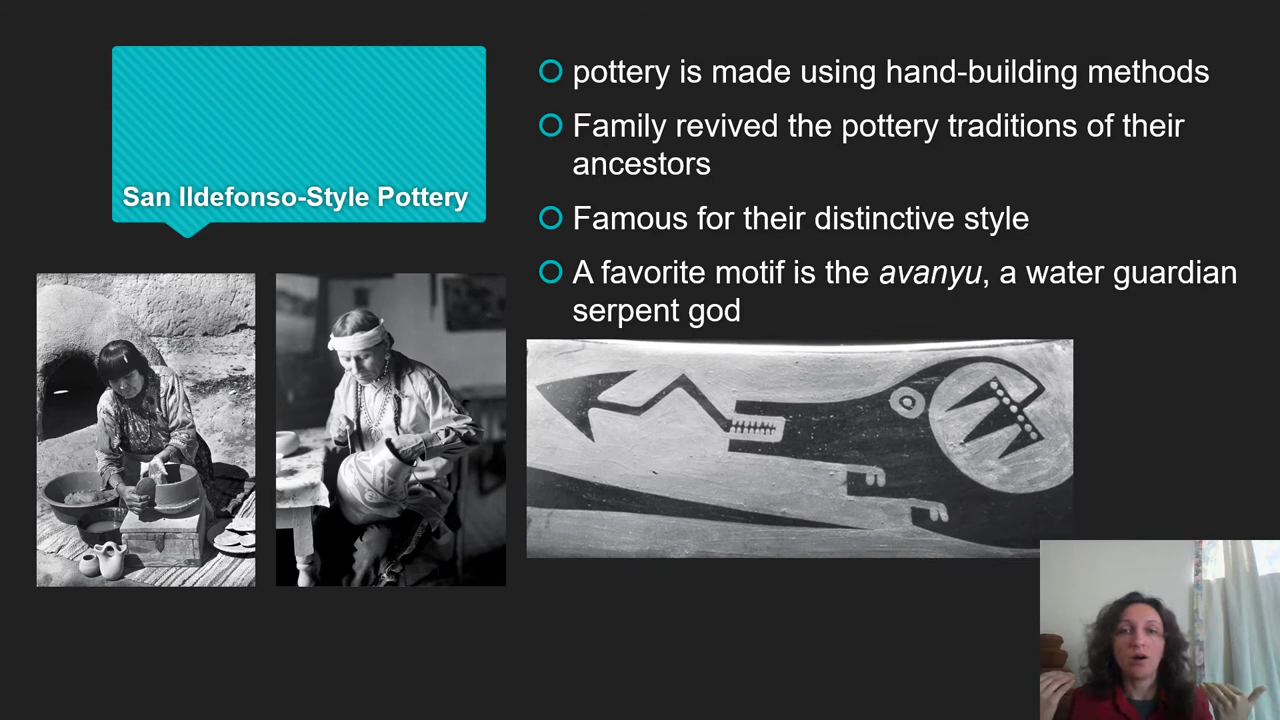 San Ildefonso-Style Pottery
pottery is made using hand-building methods
Family revived the pottery traditions of their
ancestors
Famous for their distinctive style
A favorite motif is the avanyu, a water guardian
serpent god